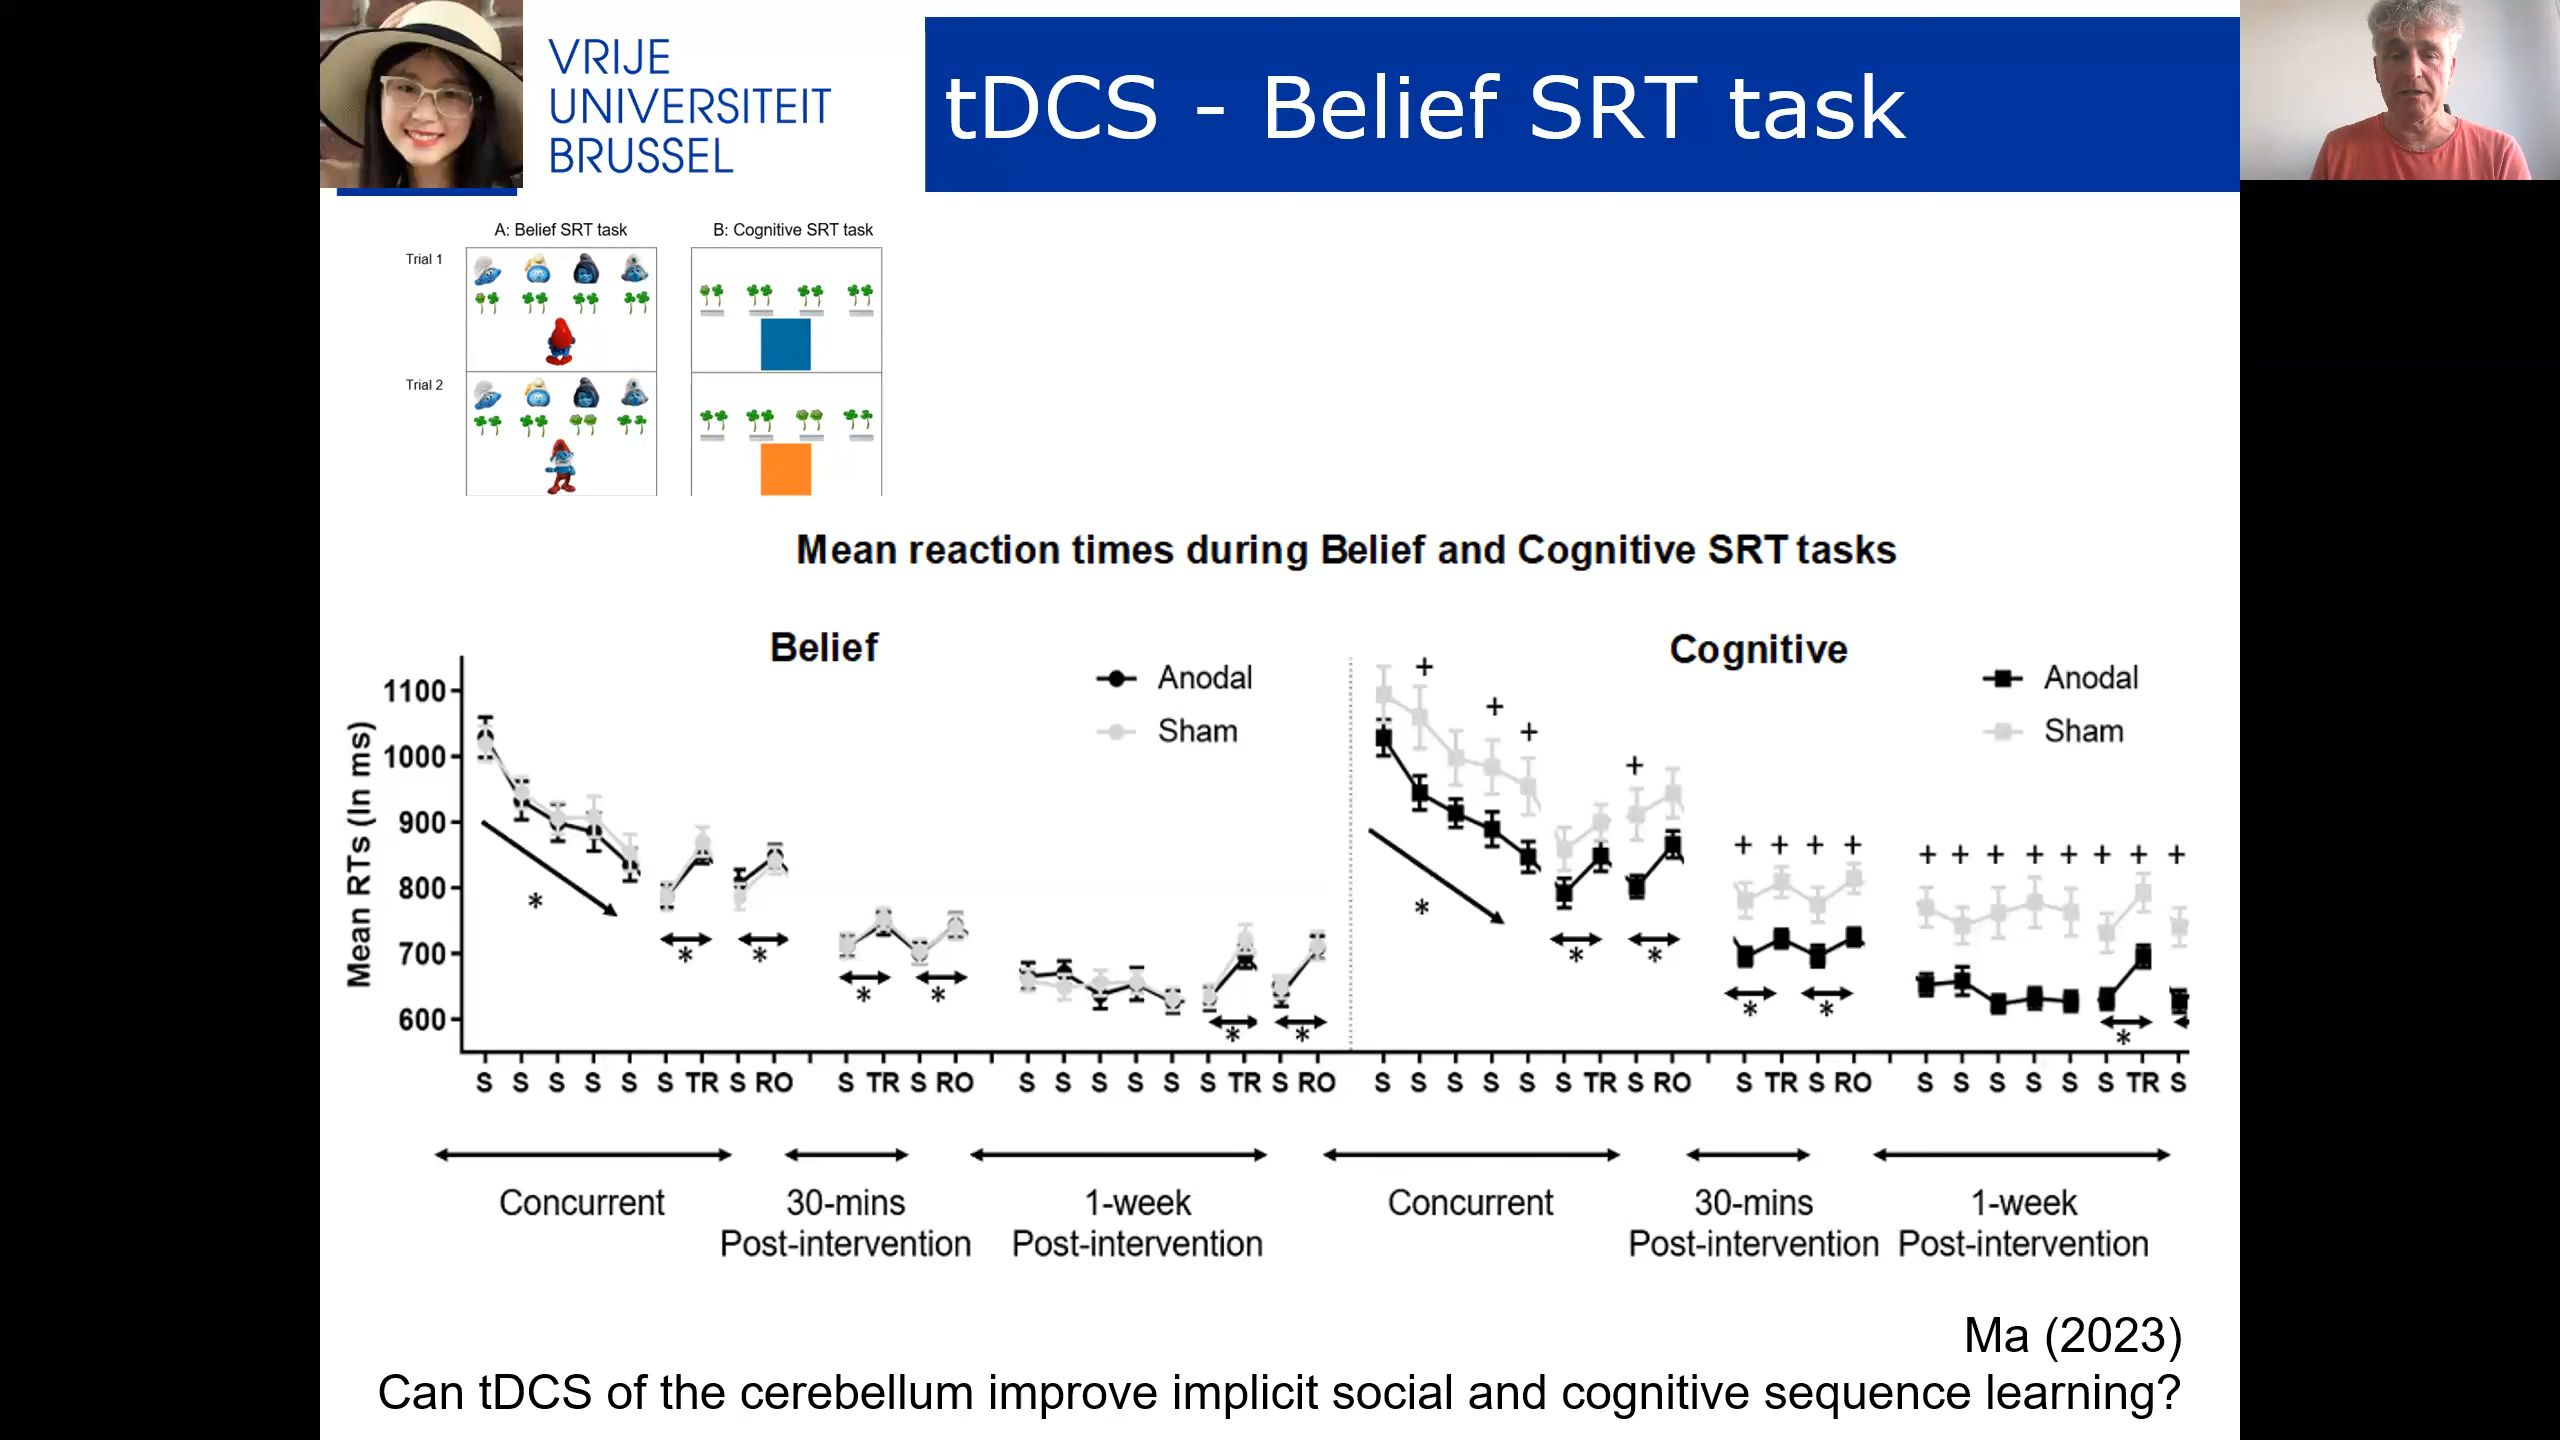 VRIJE
UNIVERSITEIT
BRUSSEL
tDCS - Belief SRT task
A: Belief SRT task
B: Cognitive SRT task
Trial 1
Trial 2
Mean reaction times during Belief and Cognitive SRT tasks
Belief
Cognitive
Anodal
Sham
Anodal
Sham
Mean RTs (In ms)
1100
1000
900
800
700
600
+ + + +
+ + + +
+ + + + + + + +
* * * * * * *
* * * * * *
S S S S S S TR S RO S TR S RO S S S S S S TR S RO
S S S S S S TR S RO S TR S RO S S S S S S TR S
Concurrent
30-mins
Post-intervention
1-week
Post-intervention
Concurrent
30-mins
Post-intervention
1-week
Post-intervention
Ma (2023)
Can tDCS of the cerebellum improve implicit social and cognitive sequence learning?